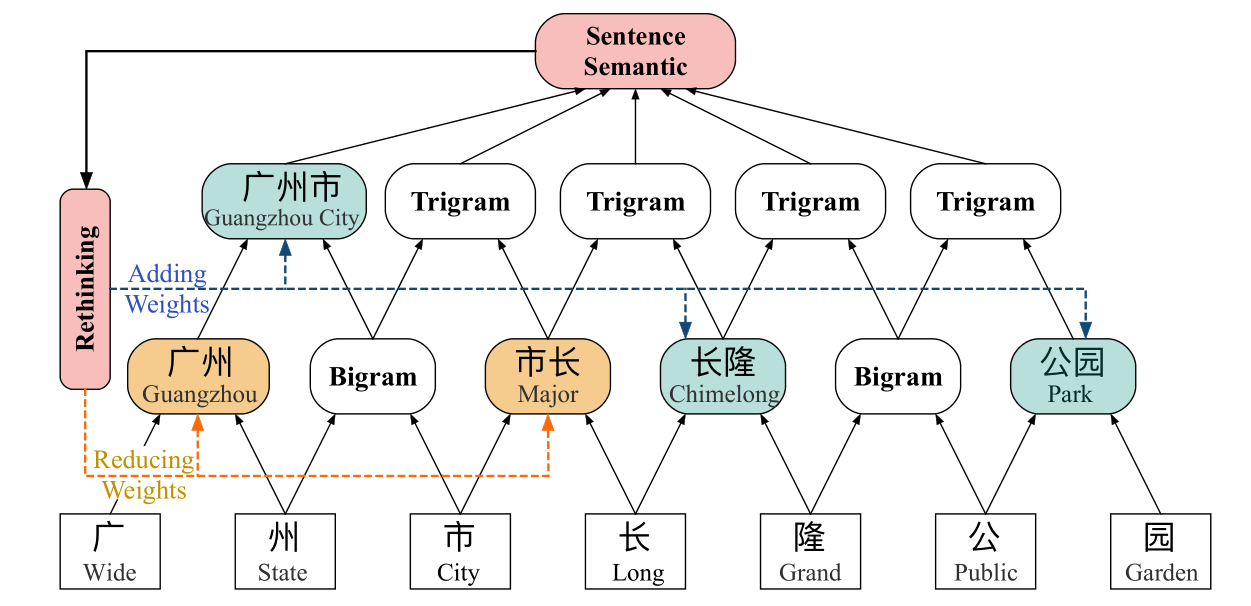 Sentence
Semantic
广州市
Guangzhou City
Trigram
Trigram
Trigram
Trigram
Rethinking
Adding
Weights
广州
Guangzhou
Bigram
市长
Major
长隆
Chimelong
Bigram
公园
Park
Reducing
Weights
广
Wide
州
State
市
City
长
Long
隆
Grand
公
Public
园
Garden